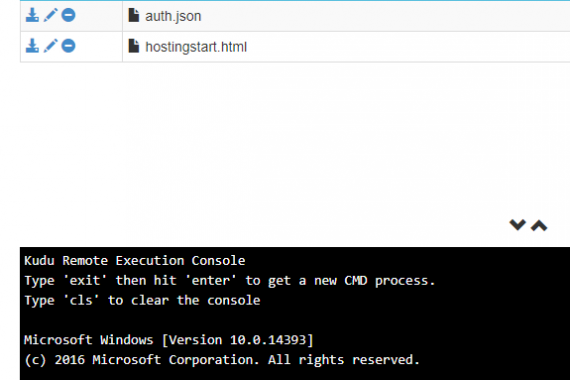 auth.json
hostingstart.html
Kudu Remote Execution Console
Type 'exit' then hit 'enter' to get a new CMD process.
Type 'cls' to clear the console
Microsoft Windows [Version 10.0.14393]
(c) 2016 Microsoft Corporation. All rights reserved.